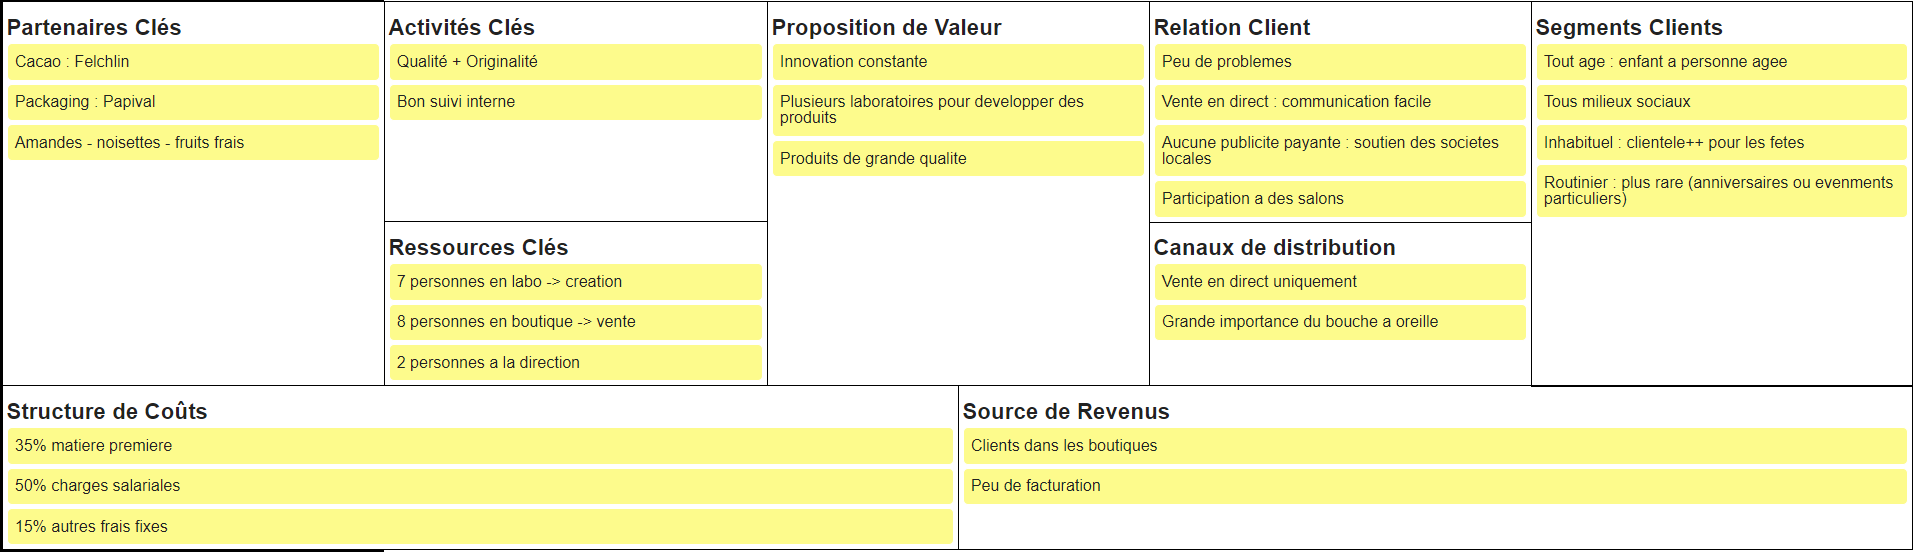 Partenaires Clés
Cacao : Felchlin
Packaging : Papival
Amandes - noisettes - fruits frais
Activités Clés
Qualité + Originalité
Bon suivi interne
Ressources Clés
7 personnes en labo -> creation
8 personnes en boutique -> vente
2 personnes a la direction
Proposition de Valeur
Innovation constante
Plusieurs laboratoires pour developper des
produits
Produits de grande qualite
Relation Client
Peu de problemes
Vente en direct : communication facile
Aucune publicite payante : soutien des societes
locales
Participation a des salons
Canaux de distribution
Vente en direct uniquement
Grande importance du bouche a oreille
Segments Clients
Tout age : enfant a personne agee
Tous milieux sociaux
Inhabituel : clientele++ pour les fetes
Routinier : plus rare (anniversaires ou evenments
particuliers)
Structure de Coûts
35% matiere premiere
50% charges salariales
15% autres frais fixes
Source de Revenus
Clients dans les boutiques
Peu de facturation